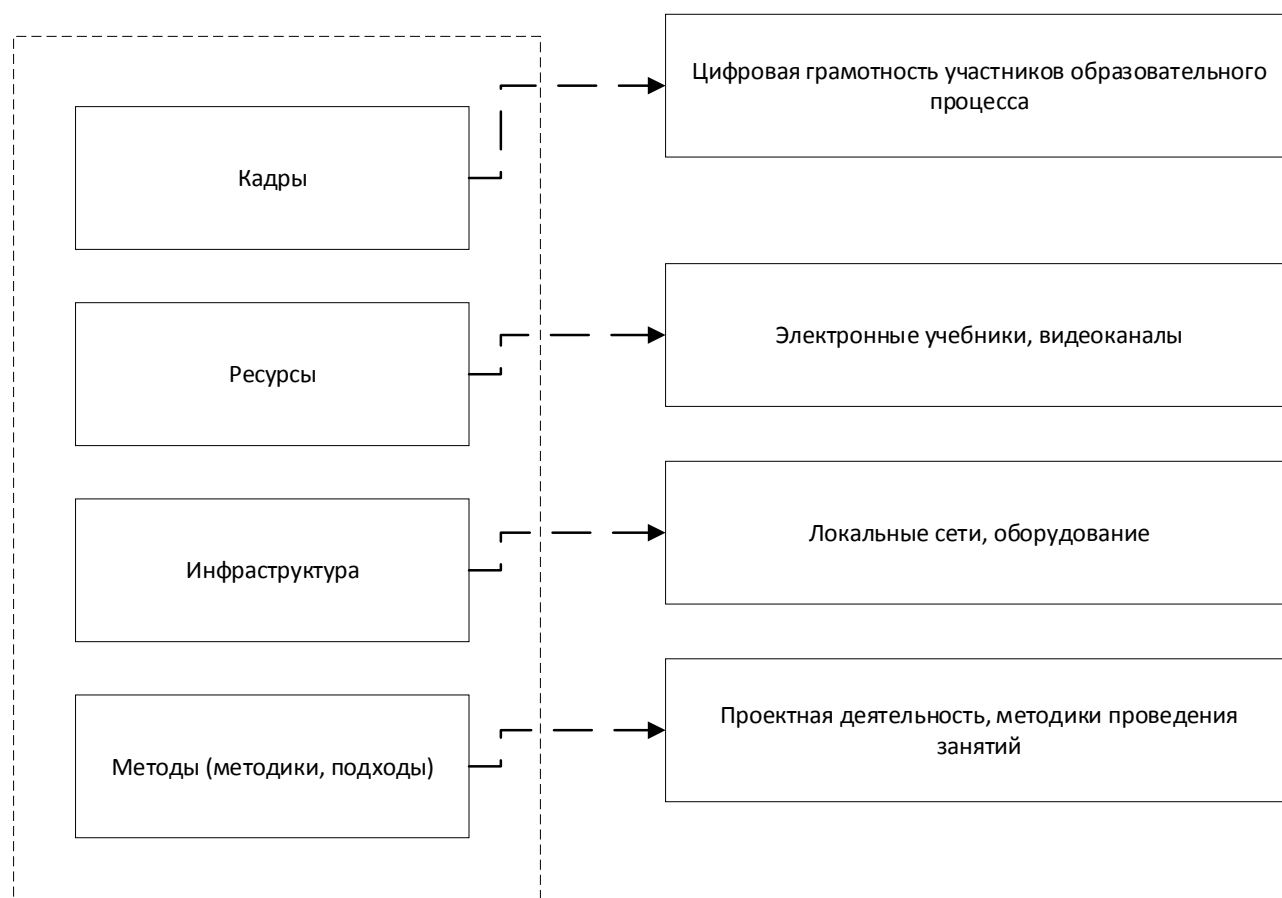 Кадры
Цифровая грамотность участников образовательного
процесса
Ресурсы
Электронные учебники, видеоканалы
Инфраструктура
Локальные сети, оборудование
Методы (методики, подходы)
Проектная деятельность, методики проведения
занятий